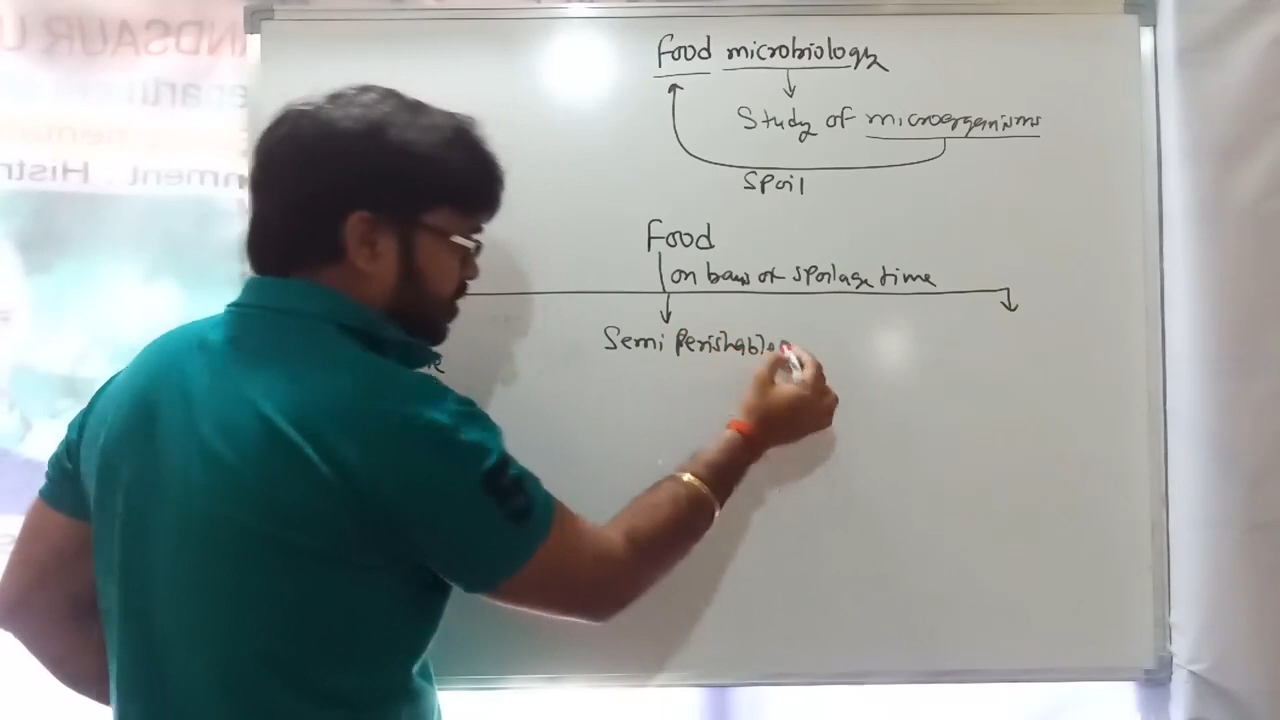 Food microbiology
Study of microorganisms
Spoil
Food
on basis of spoilage time
Semi Perishable